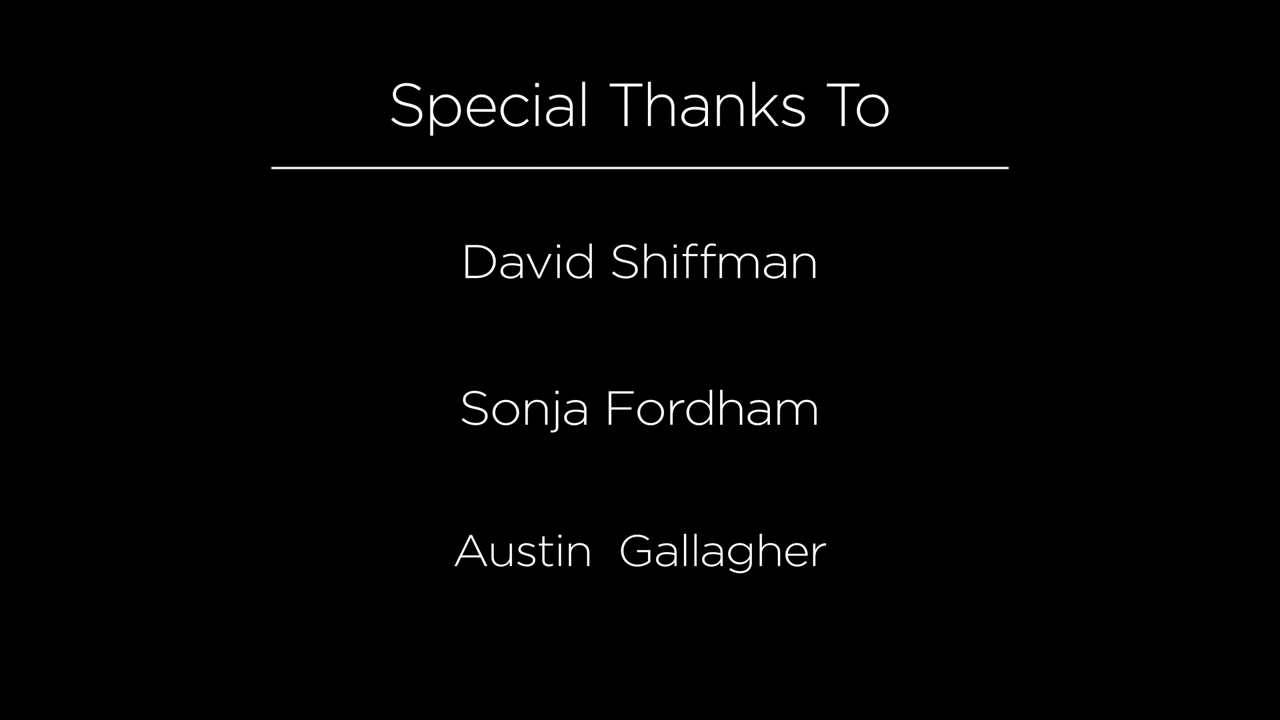 Special Thanks To
David Shiffman
Sonja Fordham
Austin  Gallagher